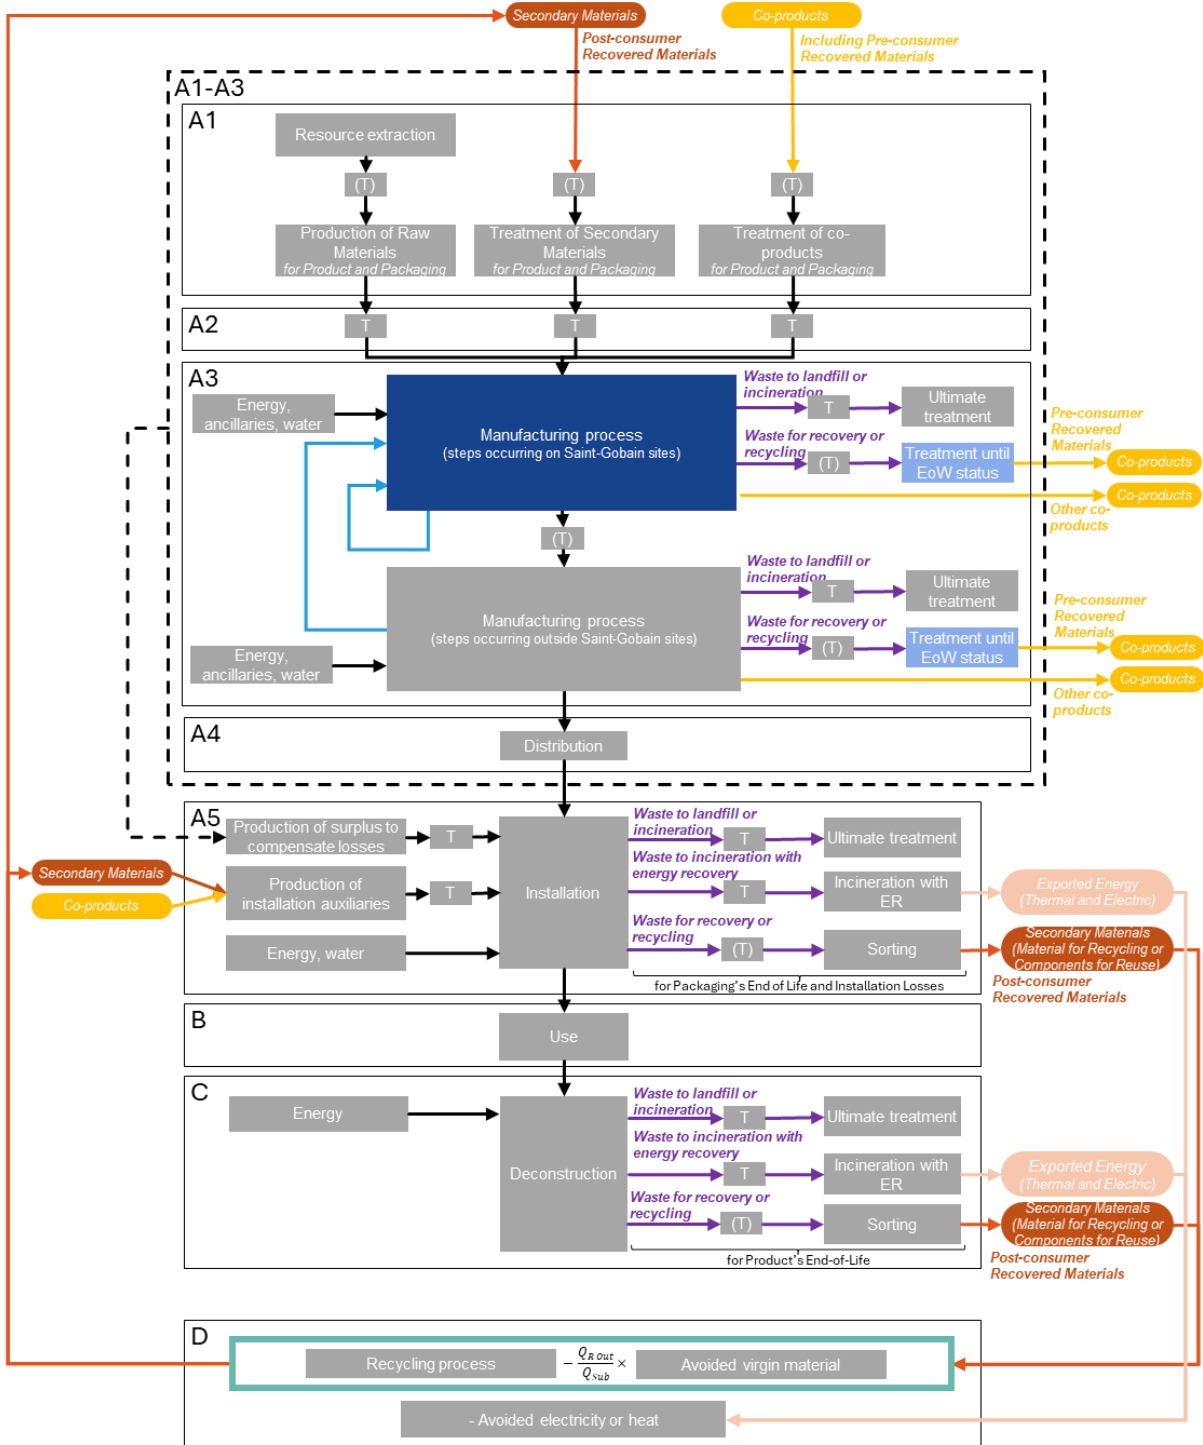 Secondary Materials
Co-products
Post-consumer
Recovered Materials
Including Pre-consumer
Recovered Materials
A1-A3
A1
Resource extraction
(T)
(T)
(T)
Production of Raw
Materials
for Product and Packaging
Treatment of Secondary
Materials
for Product and Packaging
Treatment of co-
products
for Product and Packaging
A2
T
T
T
A3
Energy,
ancillaries, water
Manufacturing process
(steps occurring on Saint-Gobain sites)
Waste to landfill or
incineration
T
Ultimate
treatment
Waste for recovery or
recycling
(T)
Treatment until
EoW status
Pre-consumer
Recovered
Materials
Co-products
Co-products
Other co-
products
(T)
Manufacturing process
(steps occurring outside Saint-Gobain sites)
Energy,
ancillaries, water
Waste to landfill or
incineration
T
Ultimate
treatment
Waste for recovery or
recycling
(T)
Treatment until
EoW status
Pre-consumer
Recovered
Materials
Co-products
Co-products
Other co-
products
A4
Distribution
A5
Production of surplus to
compensate losses
T
Secondary Materials
Co-products
Production of
installation auxiliaries
T
Energy, water
Installation
Waste to landfill or
incineration
T
Ultimate treatment
Waste to incineration with
energy recovery
T
Incineration with
ER
Exported Energy
(Thermal and Electric)
Waste for recovery or
recycling
(T)
Sorting
Secondary Materials
(Material for Recycling or
Components for Reuse)
Post-consumer
Recovered Materials
for Packaging's End of Life and Installation Losses
B
Use
C
Energy
Deconstruction
Waste to landfill or
incineration
T
Ultimate treatment
Waste to incineration with
energy recovery
T
Incineration with
ER
Exported Energy
(Thermal and Electric)
Waste for recovery or
recycling
(T)
Sorting
Secondary Materials
(Material for Recycling or
Components for Reuse)
Post-consumer
Recovered Materials
for Product's End-of-Life
D
Recycling process
− Q_R Out / Q_Sub ×
Avoided virgin material
- Avoided electricity or heat